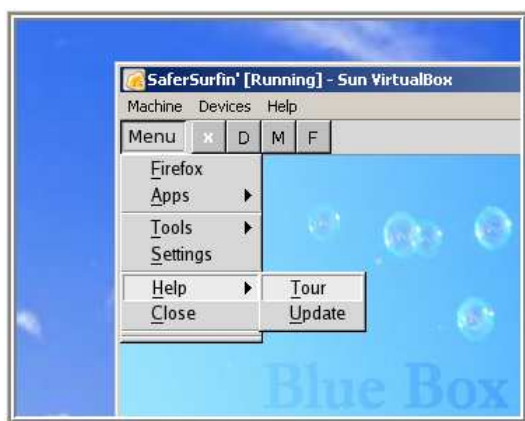 SaferSurfin' [Running] - Sun VirtualBox
Machine Devices Help
Menu x D M F
Firefox
Apps
Tools
Settings
Help
Tour
Close
Update
Blue Box